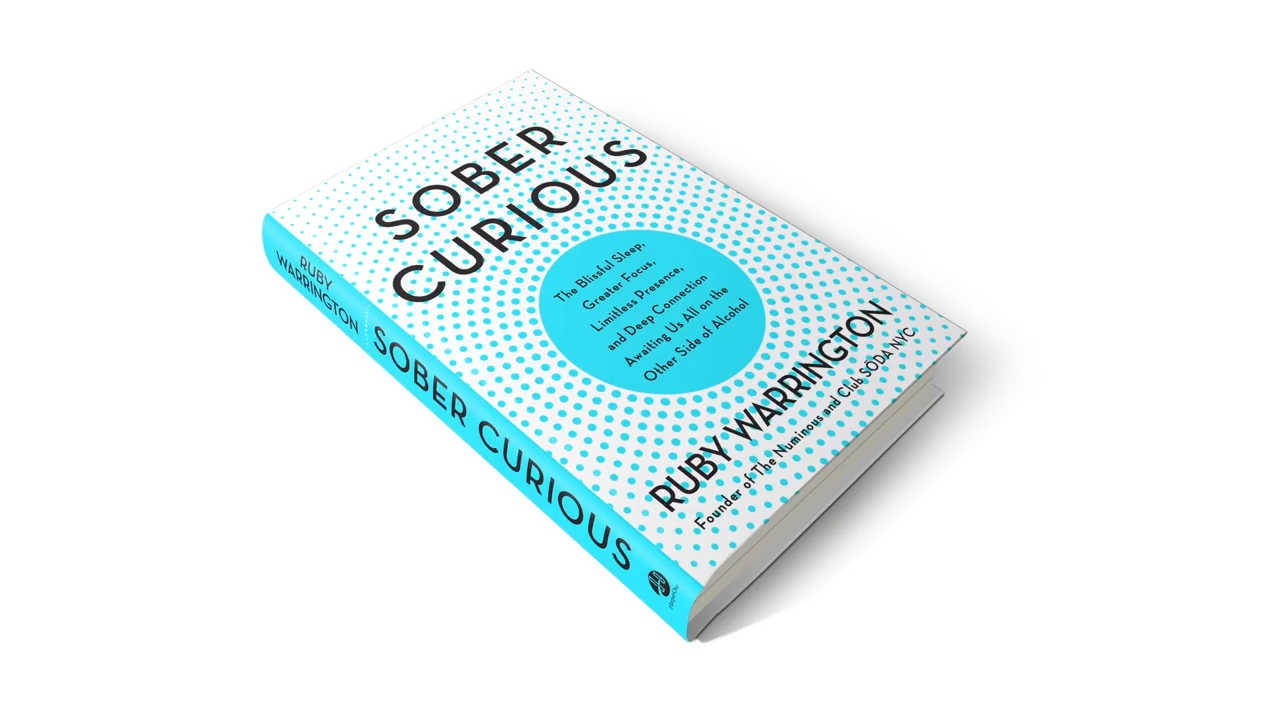 SOBER
CURIOUS
The Blissful Sleep,
Greater Focus,
Limitless Presence,
and Deep Connection
Awaiting Us All on the
Other Side of Alcohol
RUBY WARRINGTON
Founder of The Numinous and Club SÖDA NYC
RUBY
WARRINGTON
SOBER CURIOUS